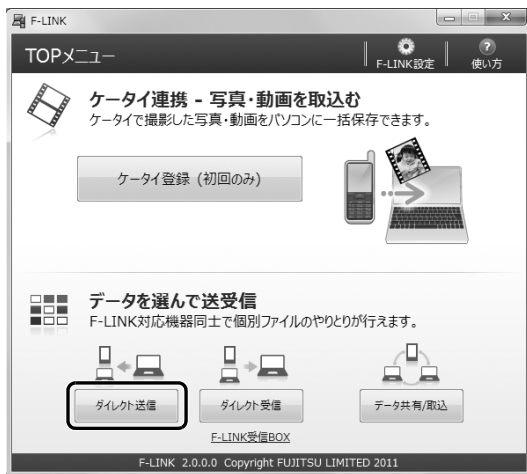 F-LINK
TOPメニュー
F-LINK設定
使い方
ケータイ連携 - 写真・動画を取込む
ケータイで撮影した写真・動画をパソコンに一括保存できます。
ケータイ登録 (初回のみ)
データを選んで送受信
F-LINK対応機器同士で個別ファイルのやりとりが行えます。
ダイレクト送信
ダイレクト受信
データ共有/取込
F-LINK受信BOX
F-LINK 2.0.0.0 Copyright FUJITSU LIMITED 2011